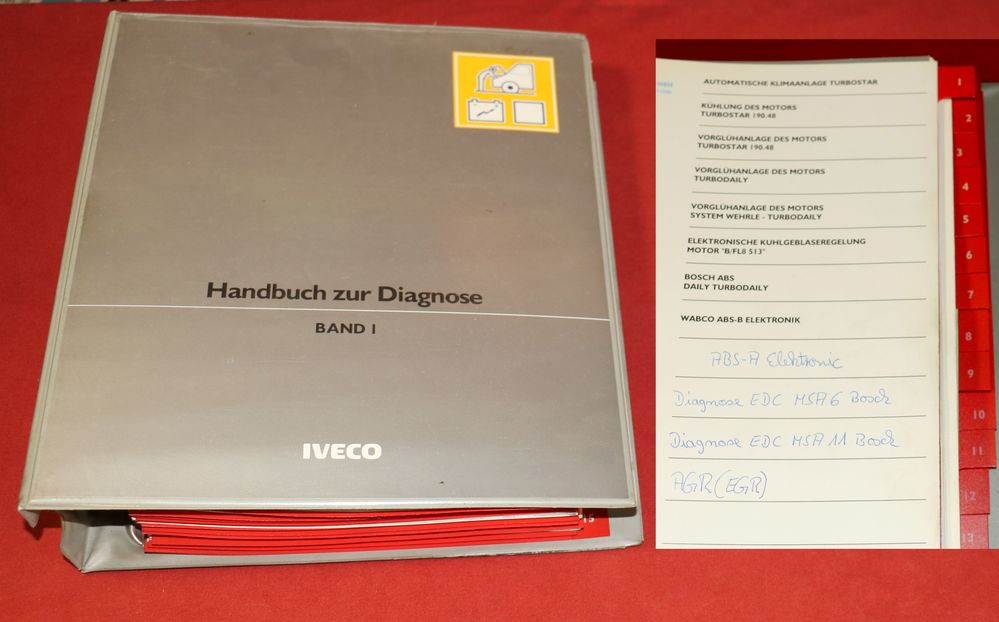 Handbuch zur Diagnose
BAND I
IVECO
15
AUTOMATISCHE KLIMAANLAGE TURBOSTAR
KÜHLUNG DES MOTORS
TURBOSTAR 190.48
VORGLÜHANLAGE DES MOTORS
TURBOSTAR 190.48
VORGLÜHANLAGE DES MOTORS
TURBODAILY
VORGLÜHANLAGE DES MOTORS
SYSTEM WEHRLE - TURBODAILY
ELEKTRONISCHE KUHLGEBLASEREGELUNG
MOTOR "B/FL8 513"
BOSCH ABS
DAILY TURBODAILY
WABCO ABS-B ELEKTRONIK
ABS-A Elektronic
Diagnose EDC MSA 6 Bosch
Diagnose EDC MSA 11 Bosch
AGR (EGR)
1
2
3
4
5
6
7
8
9
10
11
12
13